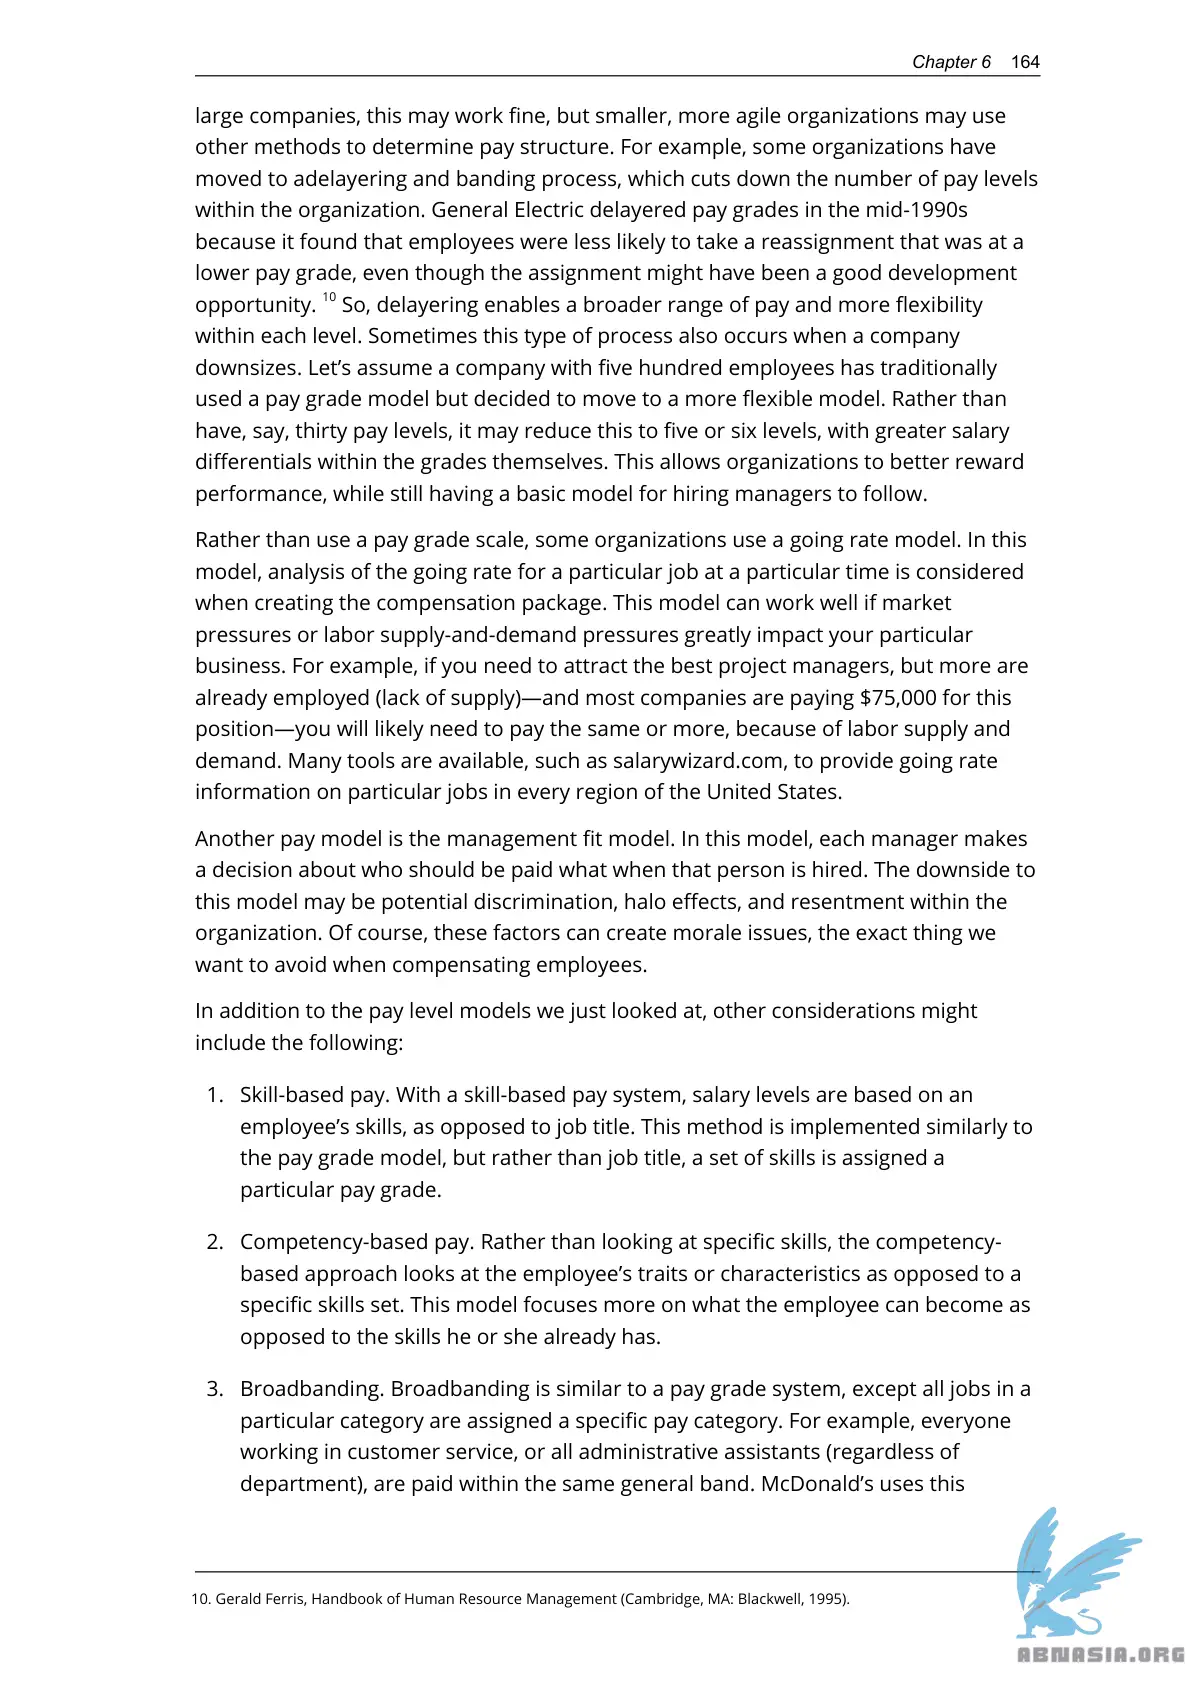 Chapter 6 164
large companies, this may work fine, but smaller, more agile organizations may use
other methods to determine pay structure. For example, some organizations have
moved to adelayering and banding process, which cuts down the number of pay levels
within the organization. General Electric delayered pay grades in the mid-1990s
because it found that employees were less likely to take a reassignment that was at a
lower pay grade, even though the assignment might have been a good development
opportunity. 10 So, delayering enables a broader range of pay and more flexibility
within each level. Sometimes this type of process also occurs when a company
downsizes. Let’s assume a company with five hundred employees has traditionally
used a pay grade model but decided to move to a more flexible model. Rather than
have, say, thirty pay levels, it may reduce this to five or six levels, with greater salary
differentials within the grades themselves. This allows organizations to better reward
performance, while still having a basic model for hiring managers to follow.
Rather than use a pay grade scale, some organizations use a going rate model. In this
model, analysis of the going rate for a particular job at a particular time is considered
when creating the compensation package. This model can work well if market
pressures or labor supply-and-demand pressures greatly impact your particular
business. For example, if you need to attract the best project managers, but more are
already employed (lack of supply)—and most companies are paying $75,000 for this
position—you will likely need to pay the same or more, because of labor supply and
demand. Many tools are available, such as salarywizard.com, to provide going rate
information on particular jobs in every region of the United States.
Another pay model is the management fit model. In this model, each manager makes
a decision about who should be paid what when that person is hired. The downside to
this model may be potential discrimination, halo effects, and resentment within the
organization. Of course, these factors can create morale issues, the exact thing we
want to avoid when compensating employees.
In addition to the pay level models we just looked at, other considerations might
include the following:
1. Skill-based pay. With a skill-based pay system, salary levels are based on an
employee’s skills, as opposed to job title. This method is implemented similarly to
the pay grade model, but rather than job title, a set of skills is assigned a
particular pay grade.
2. Competency-based pay. Rather than looking at specific skills, the competency-
based approach looks at the employee’s traits or characteristics as opposed to a
specific skills set. This model focuses more on what the employee can become as
opposed to the skills he or she already has.
3. Broadbanding. Broadbanding is similar to a pay grade system, except all jobs in a
particular category are assigned a specific pay category. For example, everyone
working in customer service, or all administrative assistants (regardless of
department), are paid within the same general band. McDonald’s uses this
10. Gerald Ferris, Handbook of Human Resource Management (Cambridge, MA: Blackwell, 1995).
ABNASIA.ORG